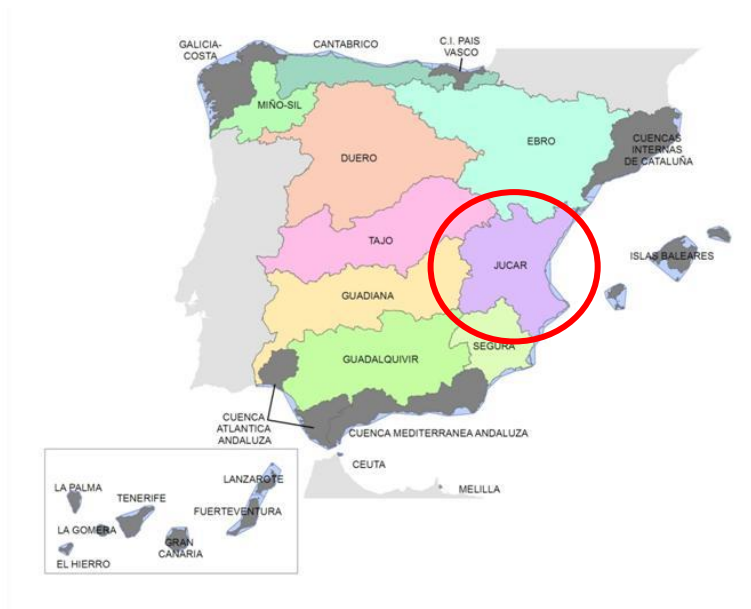 GALICIA-
COSTA
CANTABRICO
C.I. PAIS
VASCO
MIÑO-SIL
DUERO
EBRO
CUENCAS
INTERNAS
DE CATALUÑA
TAJO
JUCAR
ISLAS BALEARES
GUADIANA
GUADALQUIVIR
SEGURA
CUENCA
ATLANTICA
ANDALUZA
CUENCA MEDITERRANEA ANDALUZA
CEUTA
MELILLA
LA PALMA
TENERIFE
LANZAROTE
FUERTEVENTURA
LA GOMERA
GRAN
CANARIA
EL HIERRO